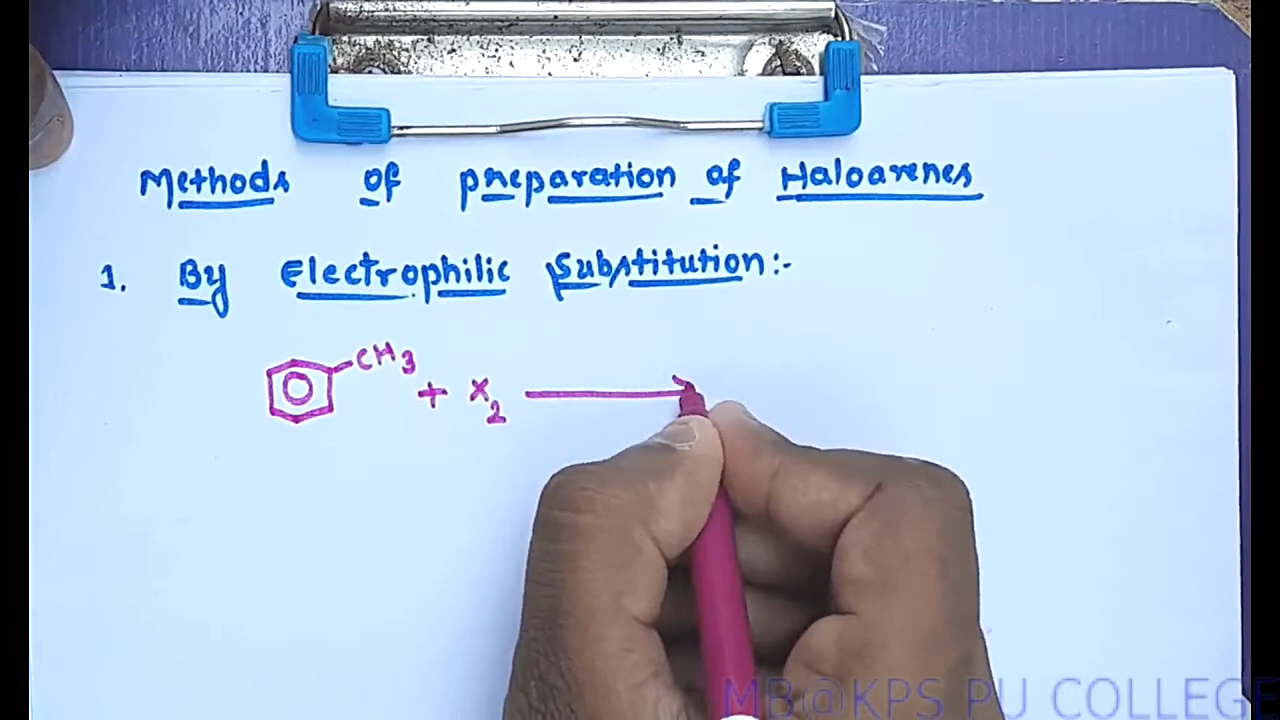 Methods of preparation of Haloarenes
1. By Electrophilic Substitution:-
CH3 + X2
MB@KPS PU COLLEGE